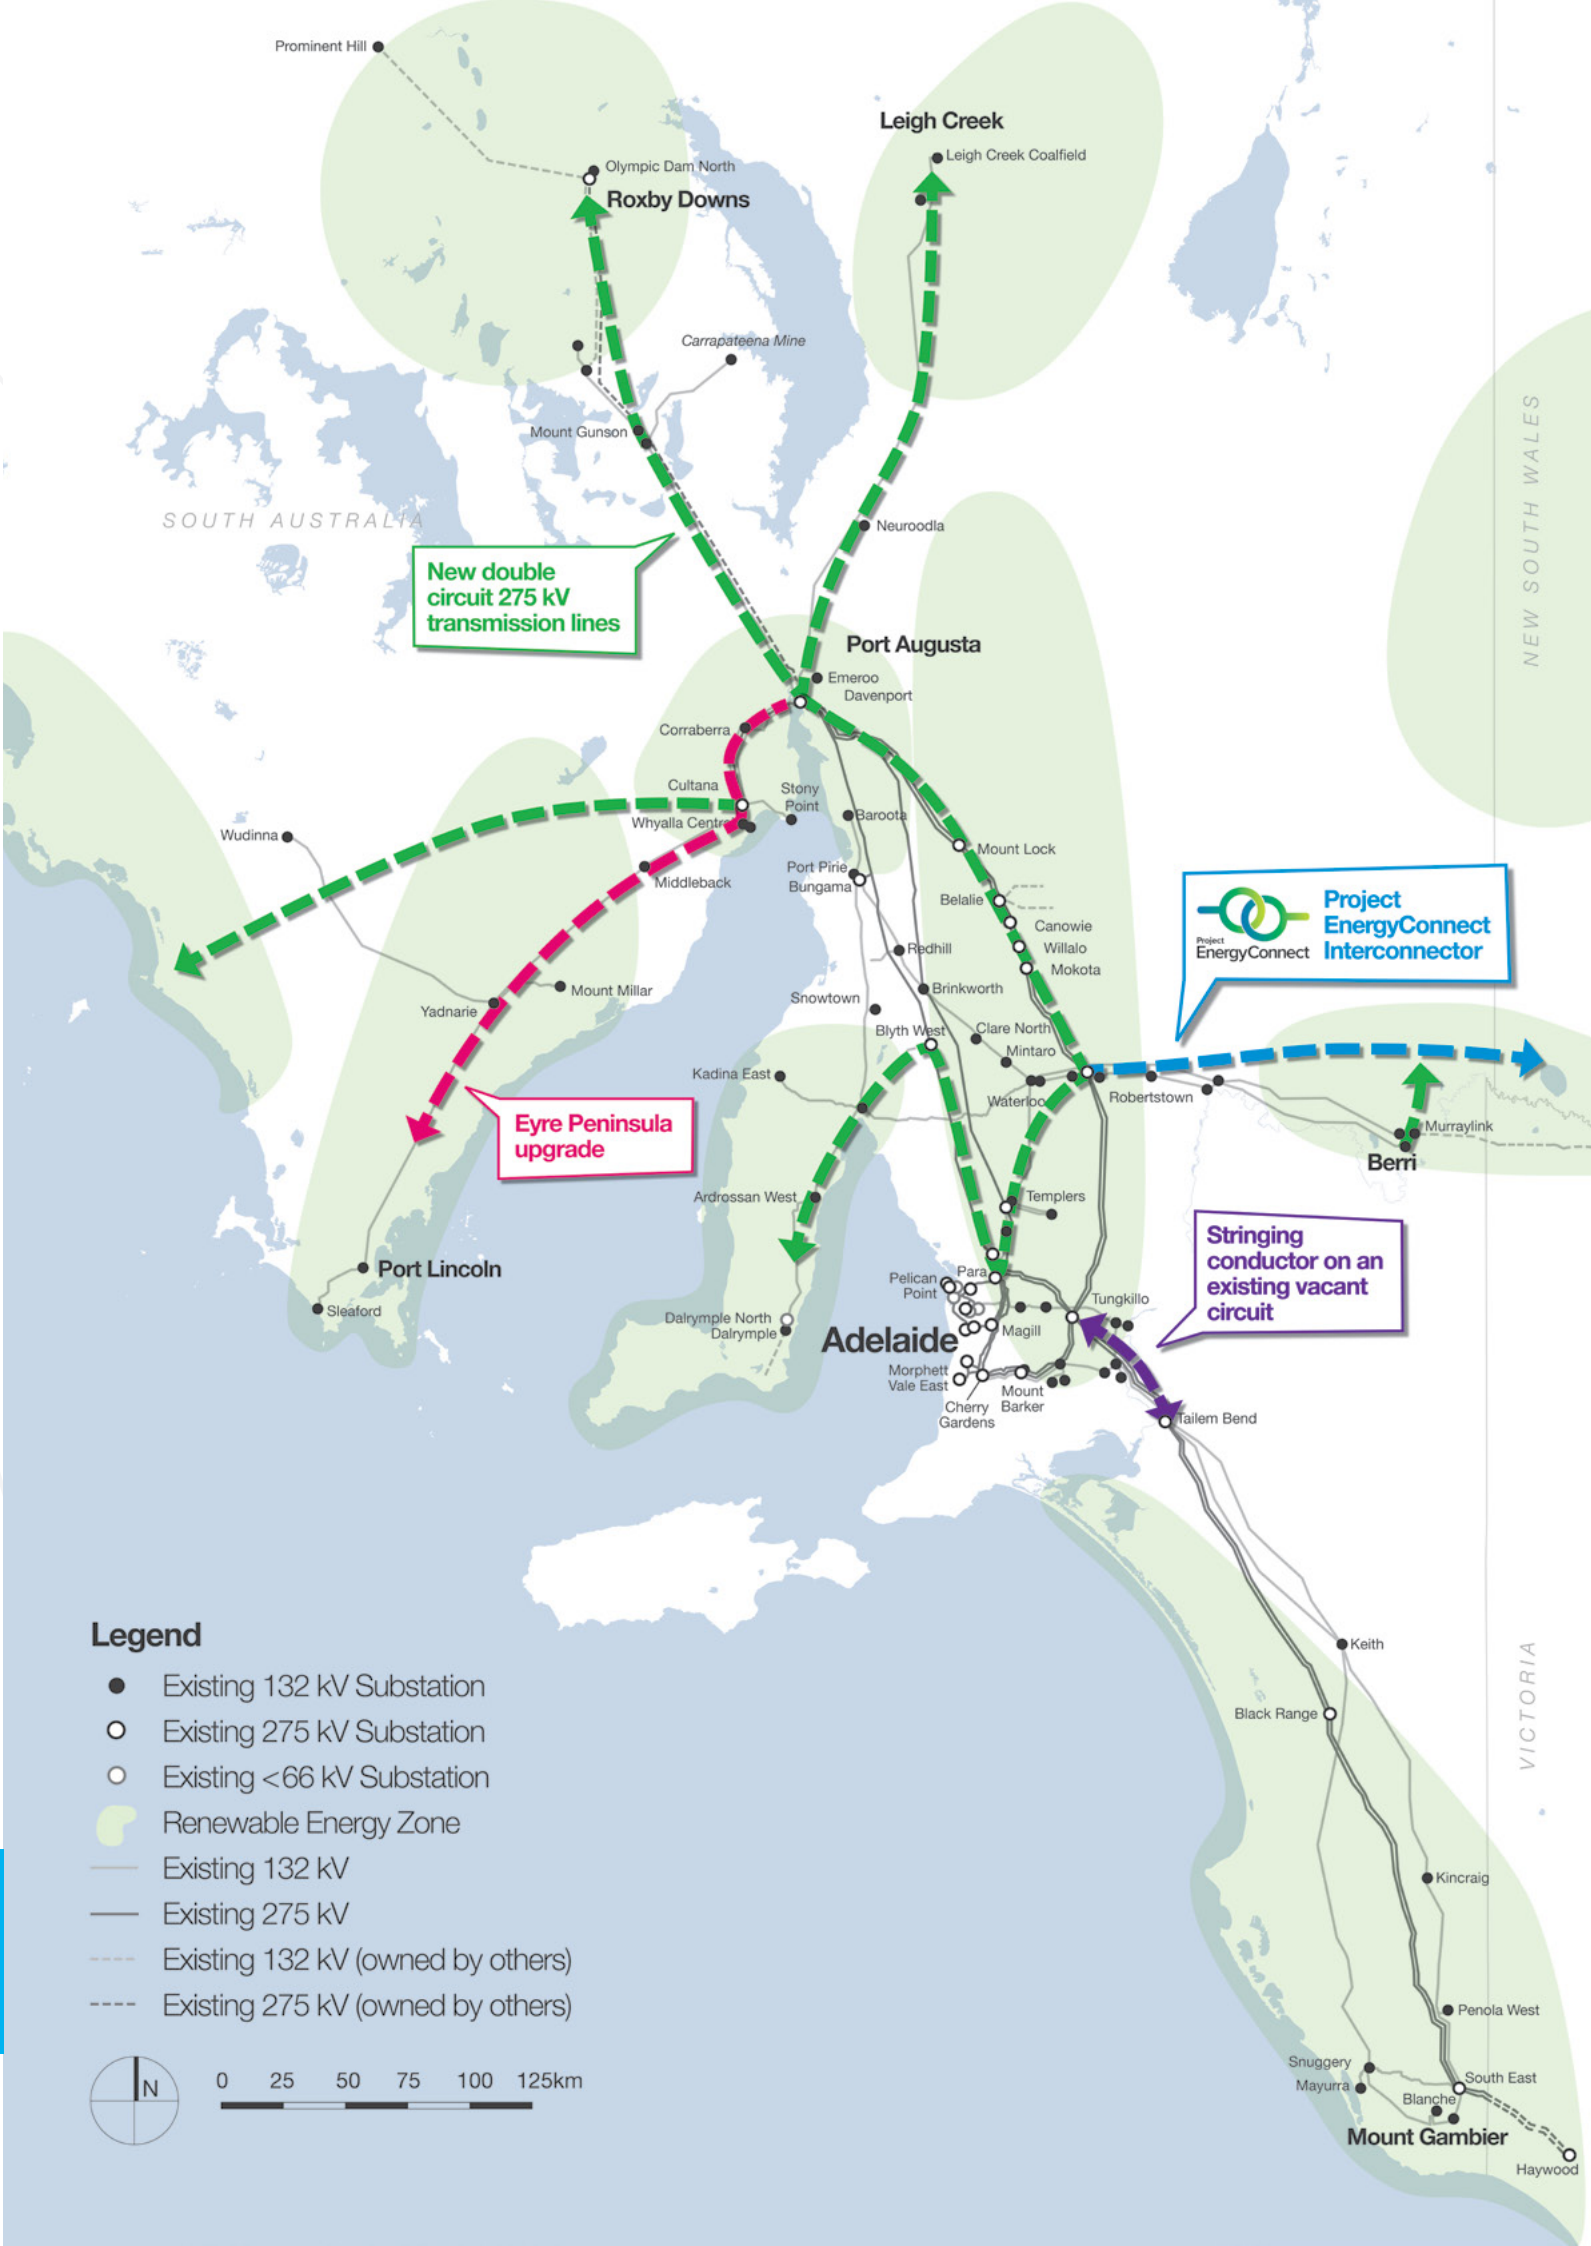 Prominent Hill
Leigh Creek
Leigh Creek Coalfield
Olympic Dam North
Roxby Downs
Carrapateena Mine
Mount Gunson
SOUTH AUSTRALIA
NEW SOUTH WALES
Neuroodla
New double
circuit 275 kV
transmission lines
Port Augusta
Emeroo
Davenport
Corraberra
Cultana
Stony
Point
Baroota
Whyalla Central
Wudinna
Mount Lock
Port Pirie
Bungama
Middleback
Belalie
Canowie
Willalo
Mokota
Project
EnergyConnect
Project
EnergyConnect
Interconnector
Redhill
Mount Millar
Yadnarie
Snowtown
Brinkworth
Blyth West
Clare North
Mintaro
Kadina East
Waterloo
Robertstown
Eyre Peninsula
upgrade
Murraylink
Berri
Ardrossan West
Templers
Stringing
conductor on an
existing vacant
circuit
Port Lincoln
Sleaford
Pelican
Point
Para
Tungkillo
Dalrymple North
Dalrymple
Adelaide
Magill
Morphett
Vale East
Mount
Barker
Cherry
Gardens
Tailem Bend
Keith
Black Range
VICTORIA
Kincraig
Penola West
Snuggery
Mayurra
South East
Blanche
Mount Gambier
Haywood
Legend
Existing 132 kV Substation
Existing 275 kV Substation
Existing <66 kV Substation
Renewable Energy Zone
Existing 132 kV
Existing 275 kV
Existing 132 kV (owned by others)
Existing 275 kV (owned by others)
N
0 25 50 75 100 125km